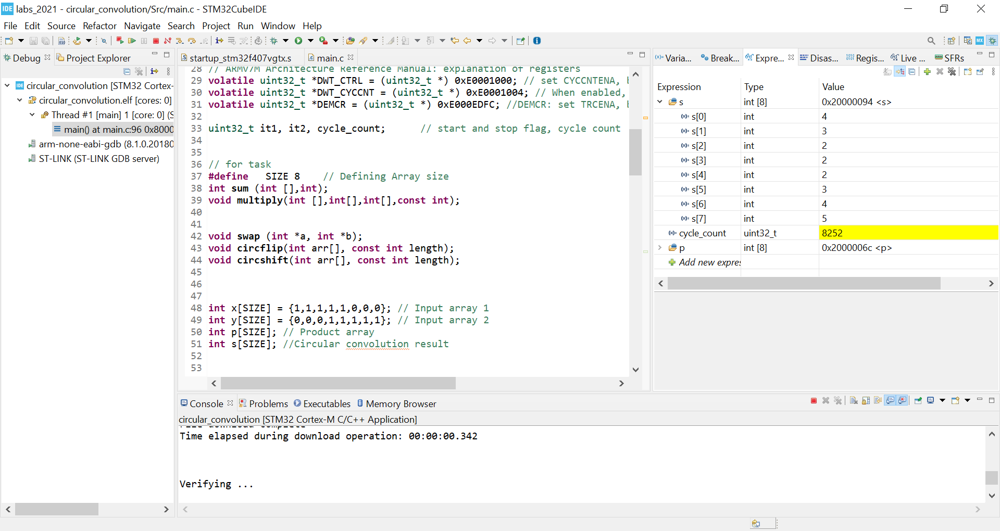 IDE labs_2021 - circular_convolution/Src/main.c - STM32CubeIDE
File Edit Source Refactor Navigate Search Project Run Window Help
Debug Project Explorer
circular_convolution [STM32 Cortex-
circular_convolution.elf [cores: 0]
Thread #1 [main] 1 [core: 0] (S
main() at main.c:96 0x8000
arm-none-eabi-gdb (8.1.0.20180
ST-LINK (ST-LINK GDB server)
startup_stm32f407vgtx.s main.c
28 // ARMv7M Architecture Reference Manual: explanation of registers
29 volatile uint32_t *DWT_CTRL = (uint32_t *) 0xE0001000; // set CYCCNTENA,
30 volatile uint32_t *DWT_CYCCNT = (uint32_t *) 0xE0001004; // When enabled,
31 volatile uint32_t *DEMCR = (uint32_t *) 0xE000EDFC; //DEMCR: set TRCENA,
32
33 uint32_t it1, it2, cycle_count; // start and stop flag, cycle count
34
35
36 // for task
37 #define SIZE 8 // Defining Array size
38 int sum (int [],int);
39 void multiply(int [],int[],int[],const int);
40
41
42 void swap (int *a, int *b);
43 void circflip(int arr[], const int length);
44 void circshift(int arr[], const int length);
45
46
47
48 int x[SIZE] = {1,1,1,1,1,0,0,0}; // Input array 1
49 int y[SIZE] = {0,0,0,1,1,1,1,1}; // Input array 2
50 int p[SIZE]; // Product array
51 int s[SIZE]; //Circular convolution result
52
53
(x)= Varia... Break... Expre... Disas... Regis... Live ... SFRs
Expression Type Value
s int [8] 0x20000094 <s>
(x)= s[0] int 4
(x)= s[1] int 3
(x)= s[2] int 2
(x)= s[3] int 2
(x)= s[4] int 2
(x)= s[5] int 3
(x)= s[6] int 4
(x)= s[7] int 5
(x)= cycle_count uint32_t 8252
p int [8] 0x2000006c <p>
Add new expres
Console Problems Executables Memory Browser
circular_convolution [STM32 Cortex-M C/C++ Application]
File download complete
Time elapsed during download operation: 00:00:00.342
Verifying ...